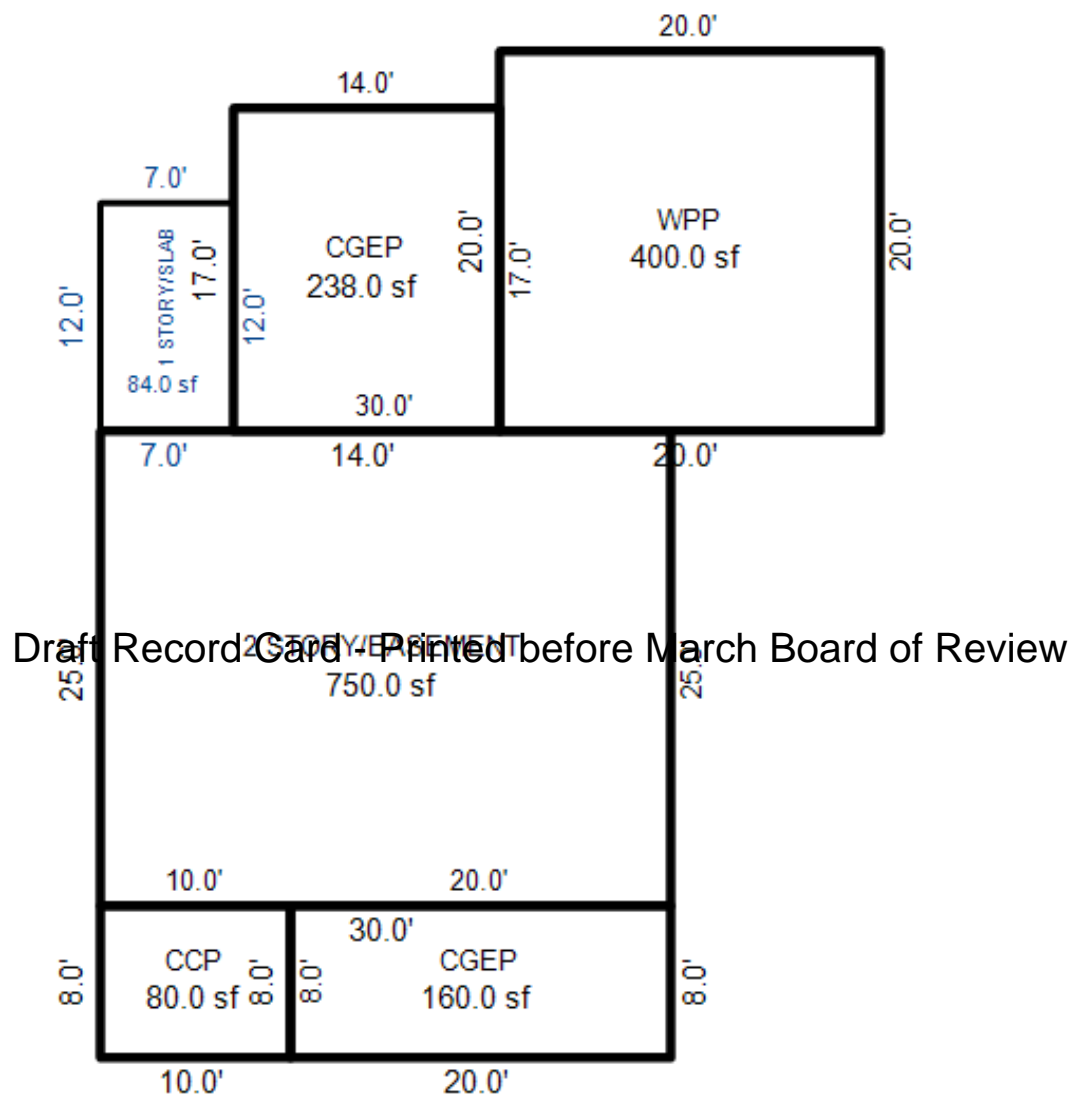 20.0'
14.0'
7.0'
12.0'
1 STORY/SLAB
84.0 sf
17.0'
12.0'
CGEP
238.0 sf
20.0'
17.0'
WPP
400.0 sf
20.0'
30.0'
7.0'
14.0'
20.0'
2 STORY/BASEMENT
Draft Record Card - Printed before March Board of Review
750.0 sf
10.0'
20.0'
30.0'
8.0'
CCP
80.0 sf
8.0'
8.0'
CGEP
160.0 sf
8.0'
10.0'
20.0'